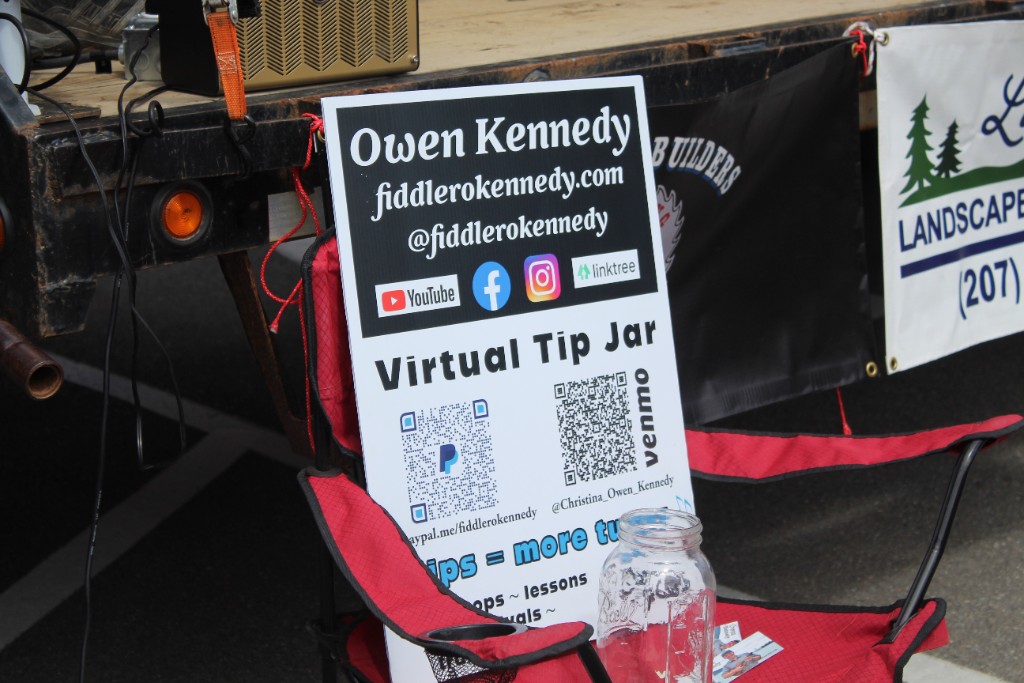 Owen Kennedy
fiddlerokennedy.com
@fiddlerokennedy
YouTube
linktree
Virtual Tip Jar
venmo
aypal.me/fiddlerokennedy
@Christina_Owen_Kennedy
ips = more tu
ops ~ lessons
vals ~
BUILDERS
LANDSCAPE
(207)